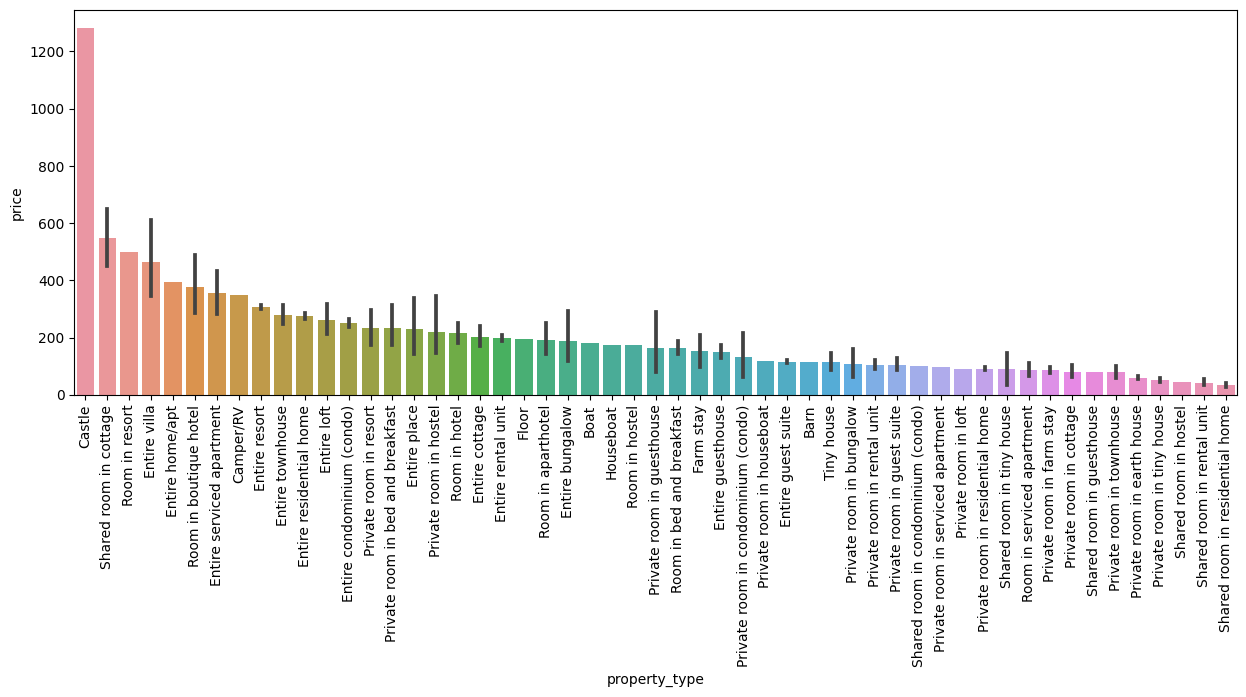 1200
1000
800
600
400
200
0
price
Castle
Shared room in cottage
Room in resort
Entire villa
Entire home/apt
Room in boutique hotel
Entire serviced apartment
Camper/RV
Entire resort
Entire townhouse
Entire residential home
Entire loft
Entire condominium (condo)
Private room in resort
Private room in bed and breakfast
Entire place
Private room in hostel
Room in hotel
Entire cottage
Entire rental unit
Floor
Room in aparthotel
Entire bungalow
Boat
Houseboat
Room in hostel
Private room in guesthouse
Room in bed and breakfast
Farm stay
Entire guesthouse
Private room in condominium (condo)
Private room in houseboat
Entire guest suite
Barn
Tiny house
Private room in bungalow
Private room in rental unit
Private room in guest suite
Shared room in condominium (condo)
Private room in serviced apartment
Private room in loft
Private room in residential home
Shared room in tiny house
Room in serviced apartment
Private room in farm stay
Private room in cottage
Shared room in guesthouse
Private room in townhouse
Private room in earth house
Private room in tiny house
Shared room in hostel
Shared room in rental unit
Shared room in residential home
property_type